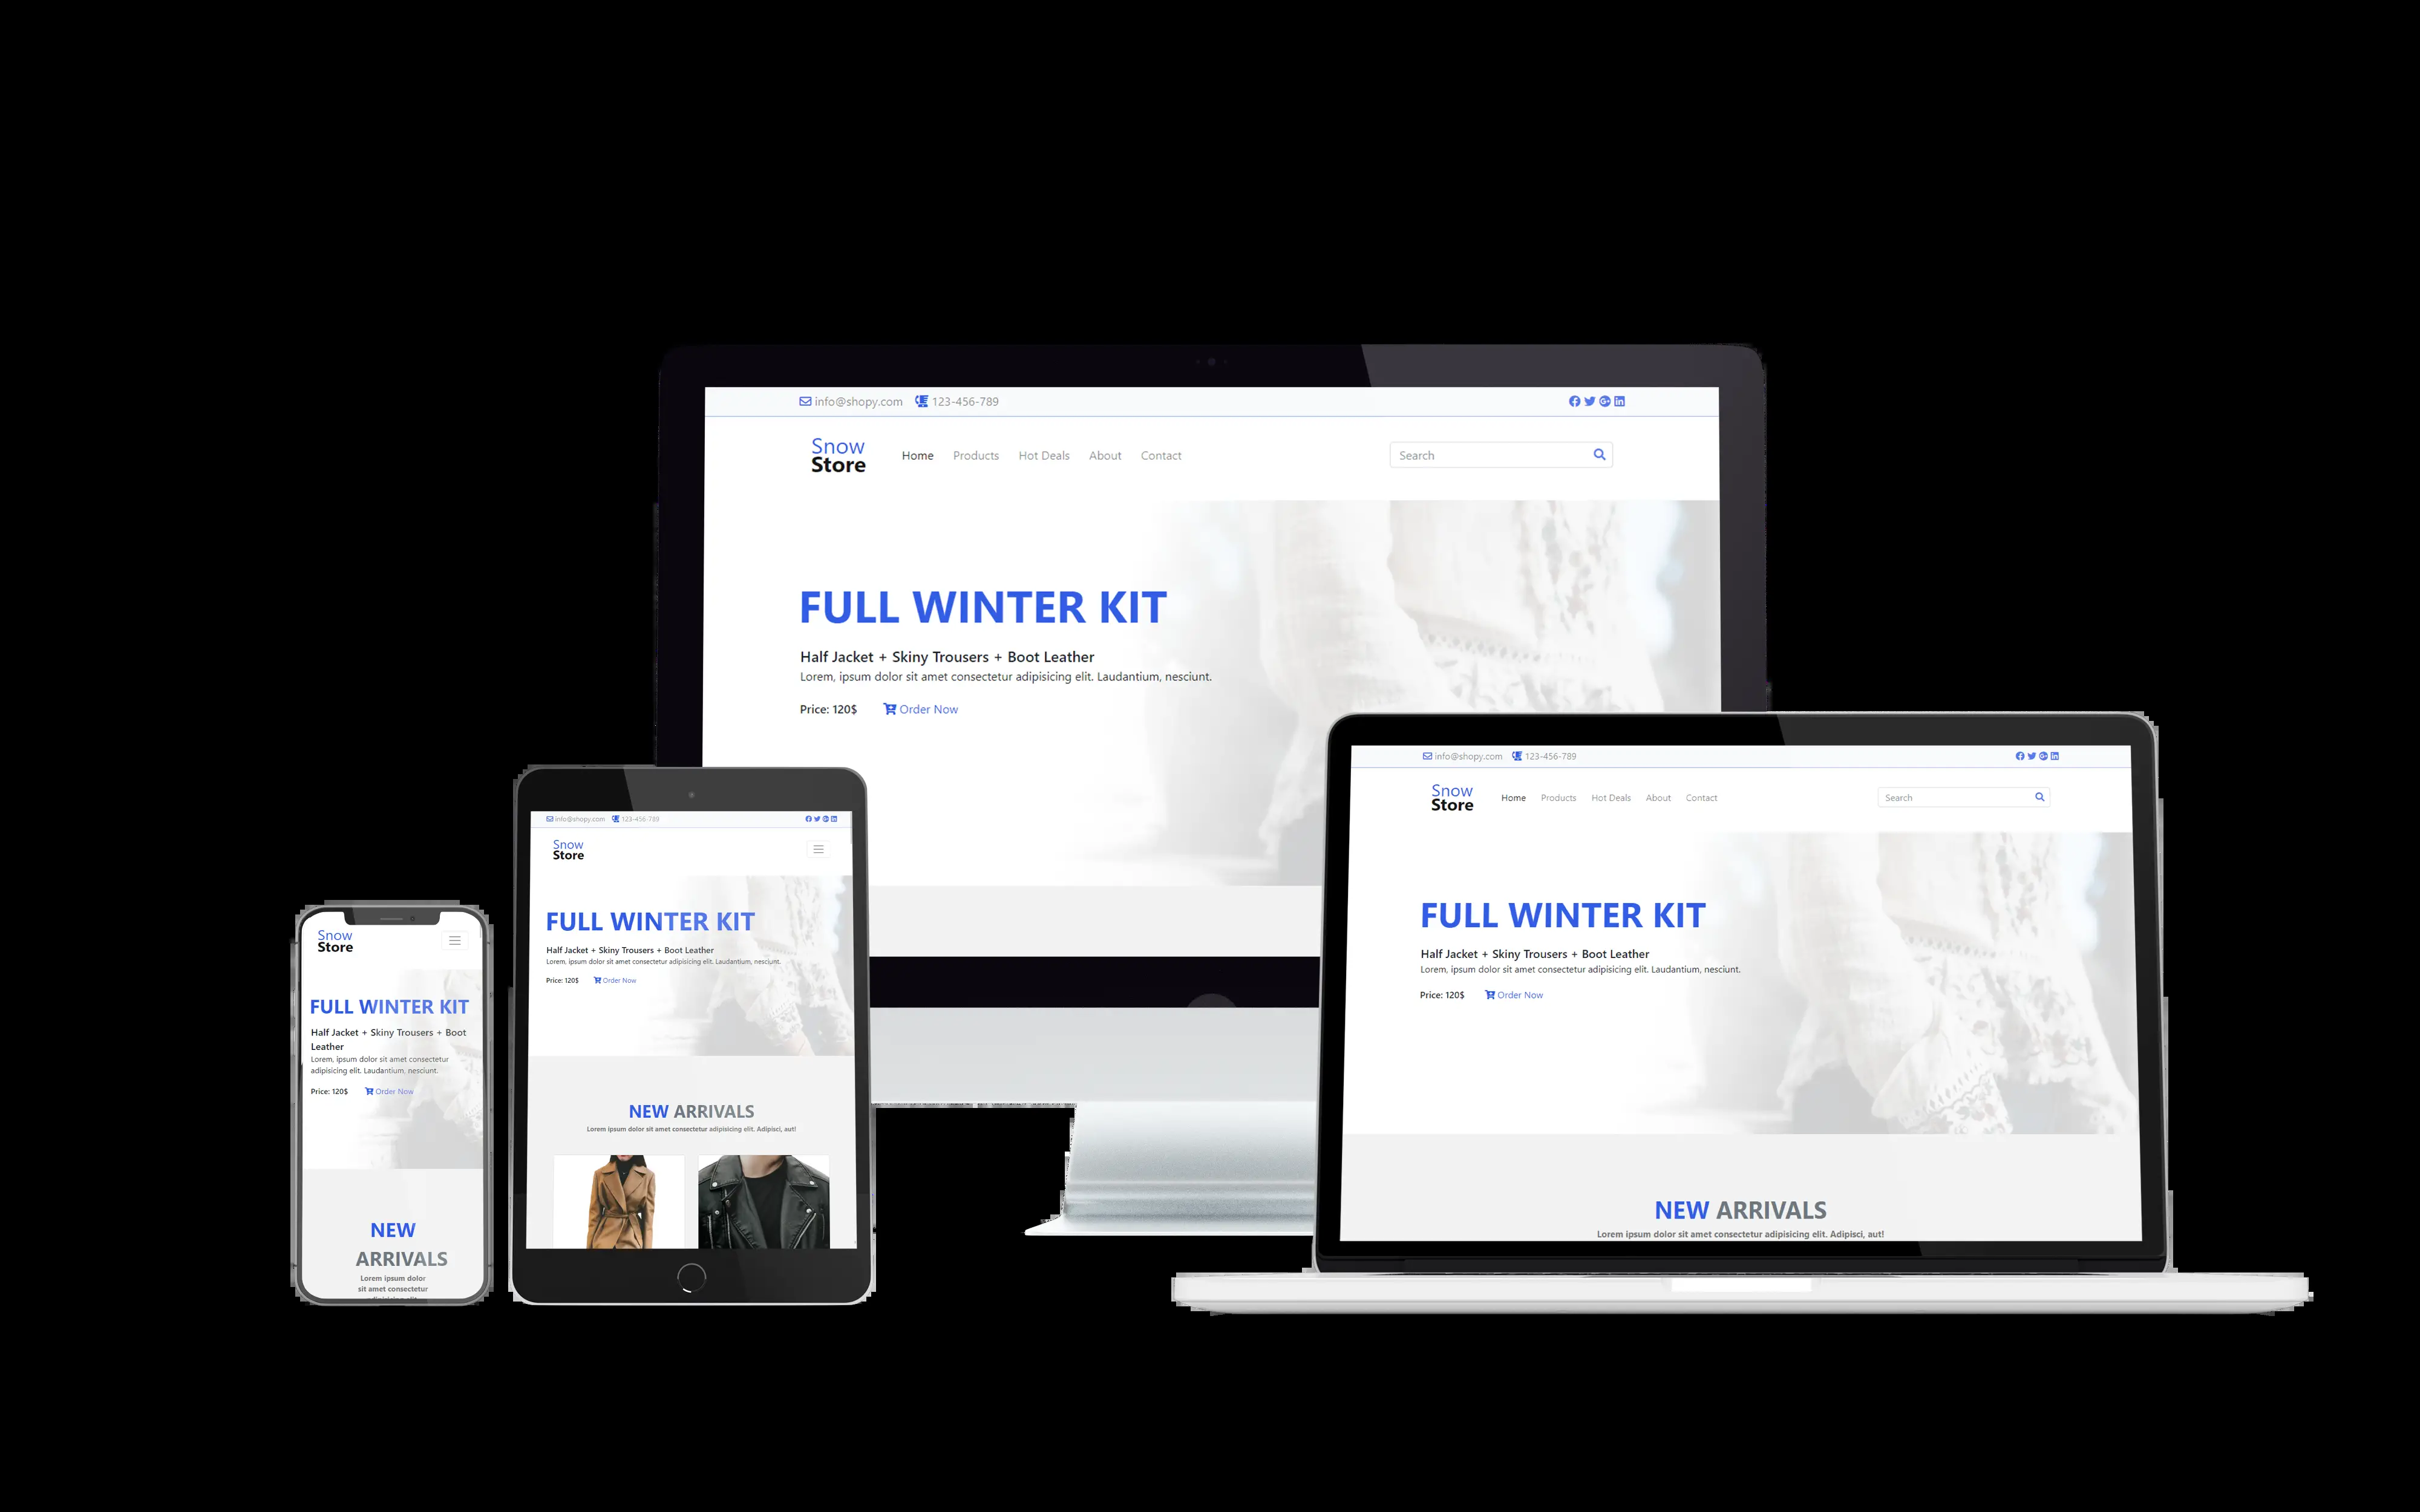 info@shopy.com 123-456-789
Snow
Store
Home Products Hot Deals About Contact
Search
FULL WINTER KIT
Half Jacket + Skiny Trousers + Boot Leather
Lorem, ipsum dolor sit amet consectetur adipisicing elit. Laudantium, nesciunt.
Price: 120$ Order Now
info@shopy.com 123-456-789
Snow
Store
Home Products Hot Deals About Contact
Search
FULL WINTER KIT
Half Jacket + Skiny Trousers + Boot Leather
Lorem, ipsum dolor sit amet consectetur adipisicing elit. Laudantium, nesciunt.
Price: 120$ Order Now
NEW ARRIVALS
Lorem ipsum dolor sit amet consectetur adipisicing elit. Adipisci, aut!
info@shopy.com 123-456-789
Snow
Store
FULL WINTER KIT
Half Jacket + Skiny Trousers + Boot Leather
Lorem, ipsum dolor sit amet consectetur adipisicing elit. Laudantium, nesciunt.
Price: 120$ Order Now
NEW ARRIVALS
Lorem ipsum dolor sit amet consectetur adipisicing elit. Adipisci, aut!
Snow
Store
FULL WINTER KIT
Half Jacket + Skiny Trousers + Boot
Leather
Lorem, ipsum dolor sit amet consectetur
adipisicing elit. Laudantium, nesciunt.
Price: 120$ Order Now
NEW
ARRIVALS
Lorem ipsum dolor
sit amet consectetur